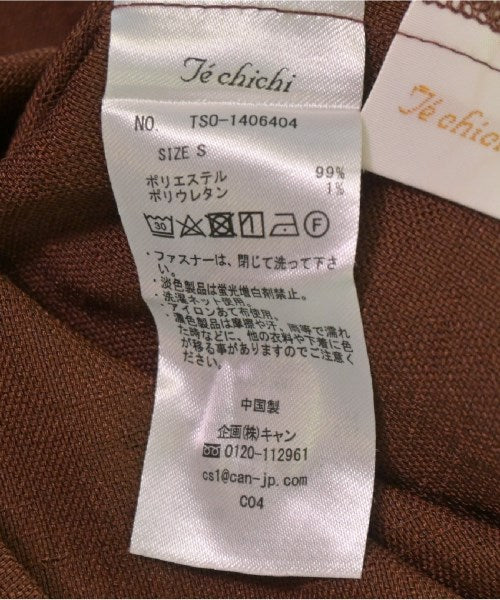 Té chichi
Té chichi
NO. TSO-1406404
SIZE S
ポリエステル 99%
ポリウレタン 1%
30 1 F
・ファスナーは、閉じて洗って下さ
い。
・淡色製品は蛍光増白剤禁止。
・洗濯ネット使用。
・アイロンあて布使用。
・濃色製品は摩擦や汗、雨等で濡れ
た時などに、他の衣料や下着に色
が移る事がありますのでご注意く
ださい。
中国製
企画(株)キャン
0120-112961
cs1@can-jp.com
C04